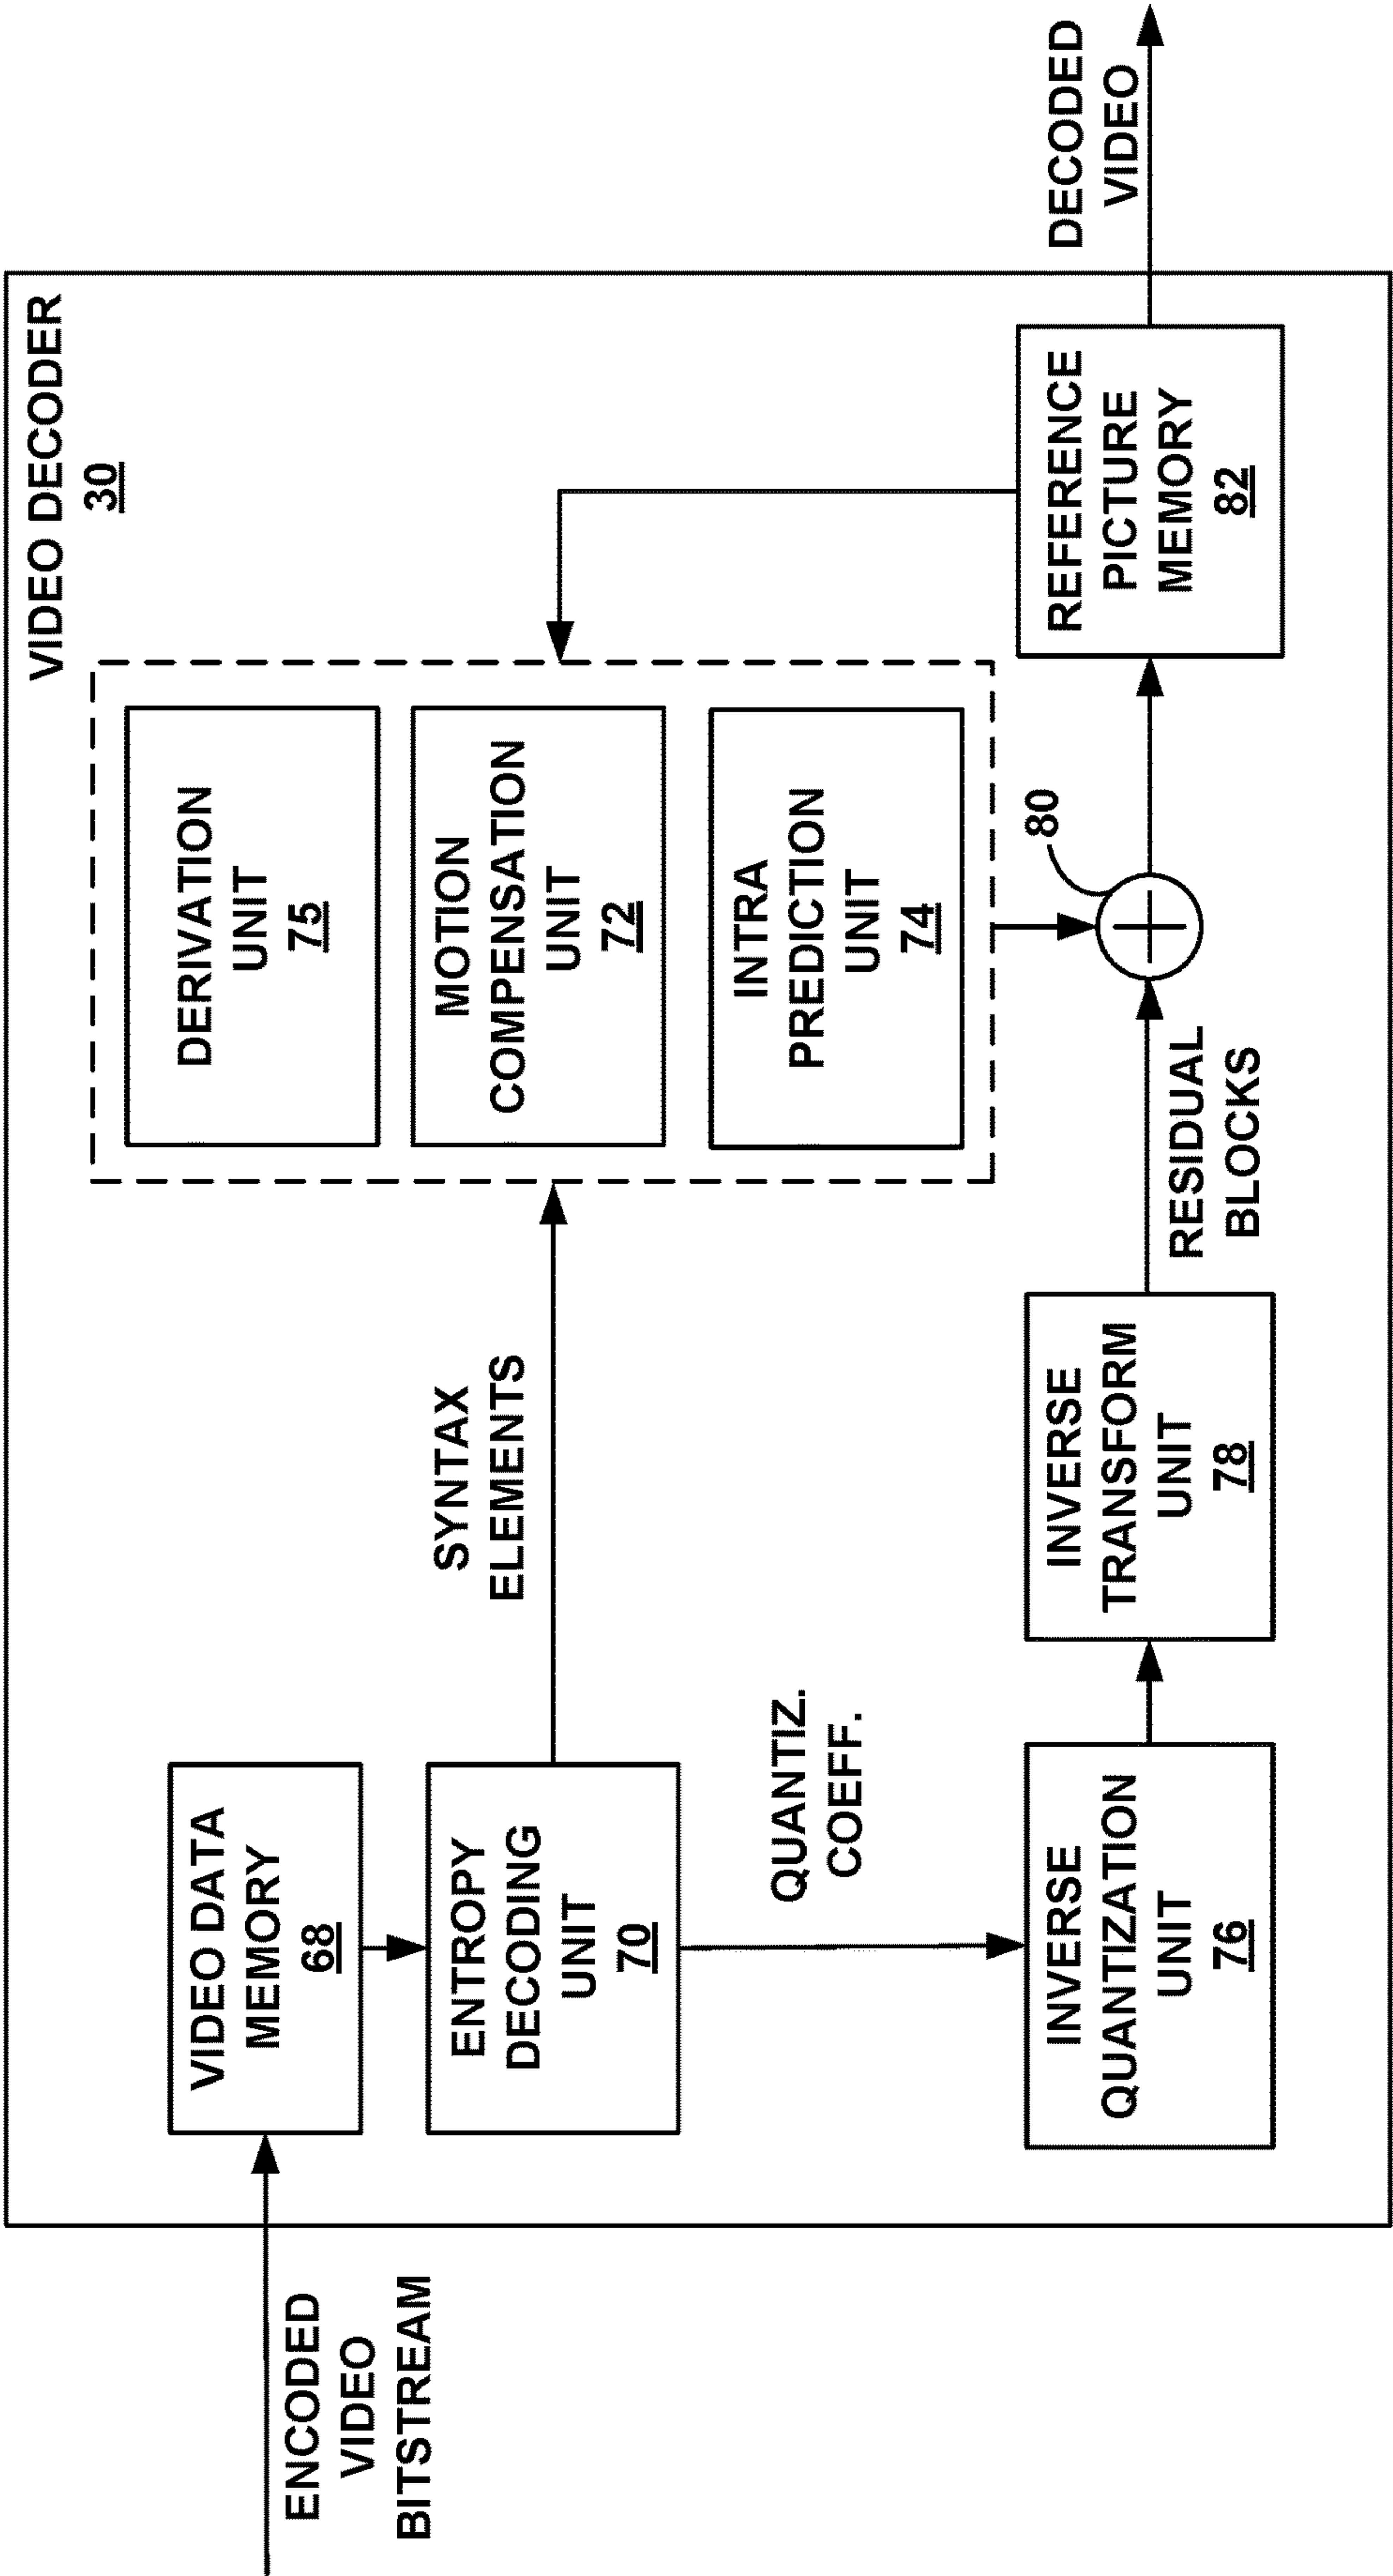 VIDEO DECODER
30
ENCODED
VIDEO
BITSTREAM
VIDEO DATA
MEMORY
68
ENTROPY
DECODING
UNIT
70
SYNTAX
ELEMENTS
QUANTIZ.
COEFF.
DERIVATION
UNIT
75
MOTION
COMPENSATION
UNIT
72
INTRA
PREDICTION
UNIT
74
INVERSE
QUANTIZATION
UNIT
76
INVERSE
TRANSFORM
UNIT
78
RESIDUAL
BLOCKS
80
REFERENCE
PICTURE
MEMORY
82
DECODED
VIDEO